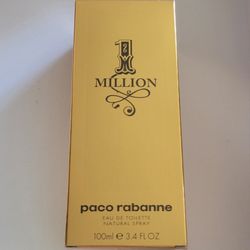 1
MILLION
paco rabanne
EAU DE TOILETTE
NATURAL SPRAY
100ml ℮ 3.4 FL OZ